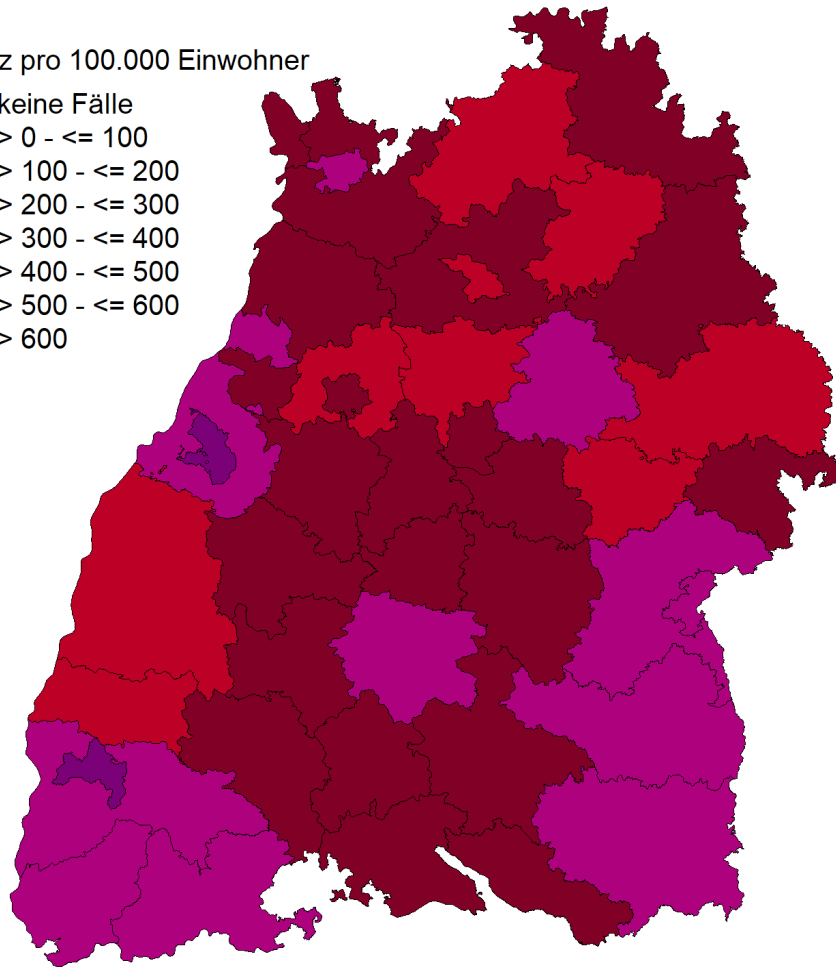 z pro 100.000 Einwohner
keine Fälle
> 0 - <= 100
> 100 - <= 200
> 200 - <= 300
> 300 - <= 400
> 400 - <= 500
> 500 - <= 600
> 600